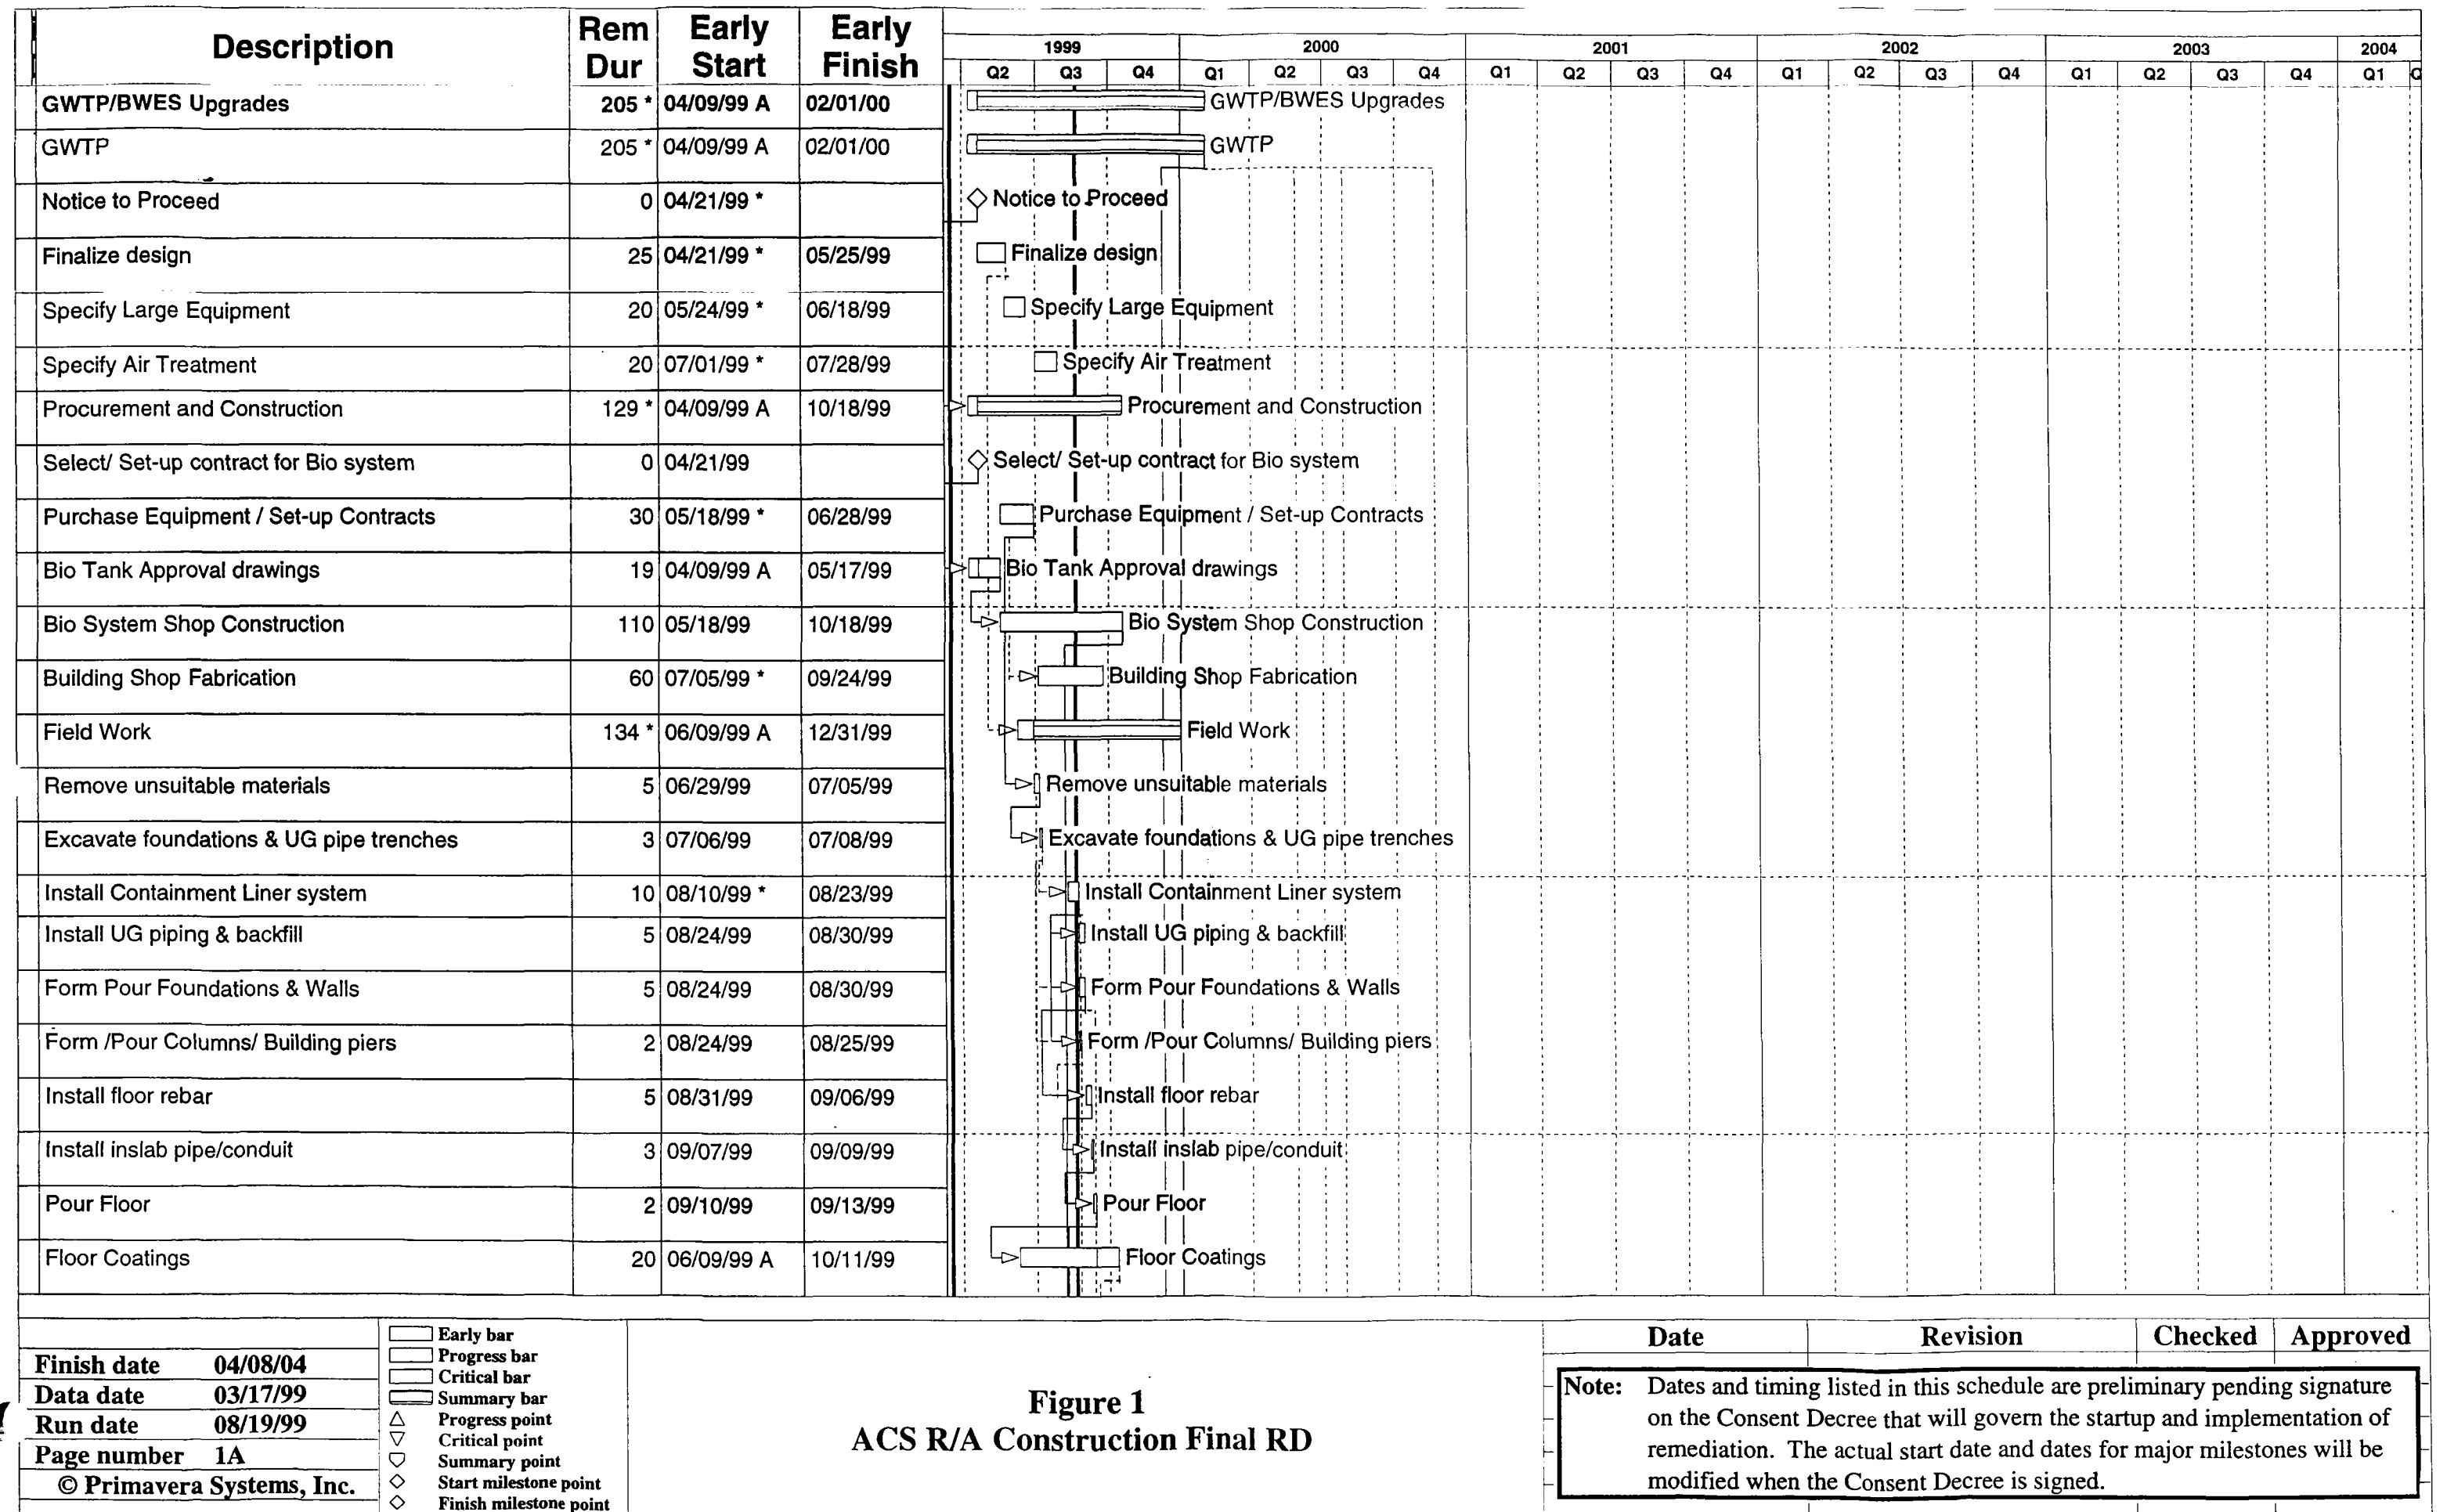 Description Rem Dur Early Start Early Finish
1999 2000 2001 2002 2003 2004
Q2 Q3 Q4 Q1 Q2 Q3 Q4 Q1 Q2 Q3 Q4 Q1 Q2 Q3 Q4 Q1 Q2 Q3 Q4 Q1
GWTP/BWES Upgrades 205 * 04/09/99 A 02/01/00 GWTP/BWES Upgrades
GWTP 205 * 04/09/99 A 02/01/00 GWTP
Notice to Proceed 0 04/21/99 * Notice to Proceed
Finalize design 25 04/21/99 * 05/25/99 Finalize design
Specify Large Equipment 20 05/24/99 * 06/18/99 Specify Large Equipment
Specify Air Treatment 20 07/01/99 * 07/28/99 Specify Air Treatment
Procurement and Construction 129 * 04/09/99 A 10/18/99 Procurement and Construction
Select/ Set-up contract for Bio system 0 04/21/99 Select/ Set-up contract for Bio system
Purchase Equipment / Set-up Contracts 30 05/18/99 * 06/28/99 Purchase Equipment / Set-up Contracts
Bio Tank Approval drawings 19 04/09/99 A 05/17/99 Bio Tank Approval drawings
Bio System Shop Construction 110 05/18/99 10/18/99 Bio System Shop Construction
Building Shop Fabrication 60 07/05/99 * 09/24/99 Building Shop Fabrication
Field Work 134 * 06/09/99 A 12/31/99 Field Work
Remove unsuitable materials 5 06/29/99 07/05/99 Remove unsuitable materials
Excavate foundations & UG pipe trenches 3 07/06/99 07/08/99 Excavate foundations & UG pipe trenches
Install Containment Liner system 10 08/10/99 * 08/23/99 Install Containment Liner system
Install UG piping & backfill 5 08/24/99 08/30/99 Install UG piping & backfill
Form Pour Foundations & Walls 5 08/24/99 08/30/99 Form Pour Foundations & Walls
Form /Pour Columns/ Building piers 2 08/24/99 08/25/99 Form /Pour Columns/ Building piers
Install floor rebar 5 08/31/99 09/06/99 Install floor rebar
Install inslab pipe/conduit 3 09/07/99 09/09/99 Install inslab pipe/conduit
Pour Floor 2 09/10/99 09/13/99 Pour Floor
Floor Coatings 20 06/09/99 A 10/11/99 Floor Coatings
Finish date 04/08/04
Data date 03/17/99
Run date 08/19/99
Page number 1A
© Primavera Systems, Inc.
Early bar
Progress bar
Critical bar
Summary bar
Progress point
Critical point
Summary point
Start milestone point
Finish milestone point
Figure 1
ACS R/A Construction Final RD
Date Revision Checked Approved
Note: Dates and timing listed in this schedule are preliminary pending signature
on the Consent Decree that will govern the startup and implementation of
remediation. The actual start date and dates for major milestones will be
modified when the Consent Decree is signed.